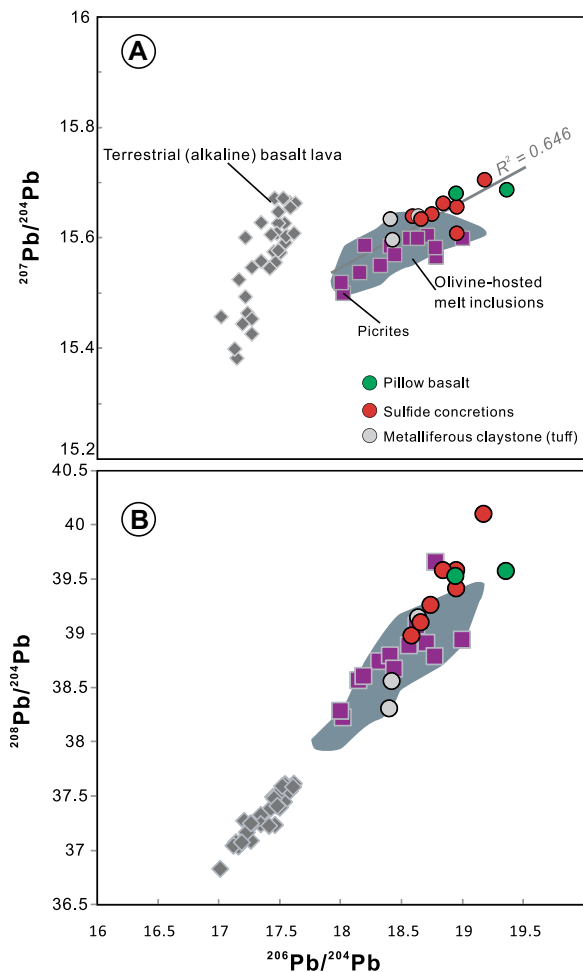 16
A
R² = 0.646
15.8
Terrestrial (alkaline) basalt lava
²⁰⁷Pb/²⁰⁴Pb
15.6
Olivine-hosted
melt inclusions
Picrites
15.4
Pillow basalt
Sulfide concretions
Metalliferous claystone (tuff)
15.2
40.5
B
40
39.5
39
²⁰⁸Pb/²⁰⁴Pb
38.5
38
37.5
37
36.5
16 16.5 17 17.5 18 18.5 19 19.5
²⁰⁶Pb/²⁰⁴Pb